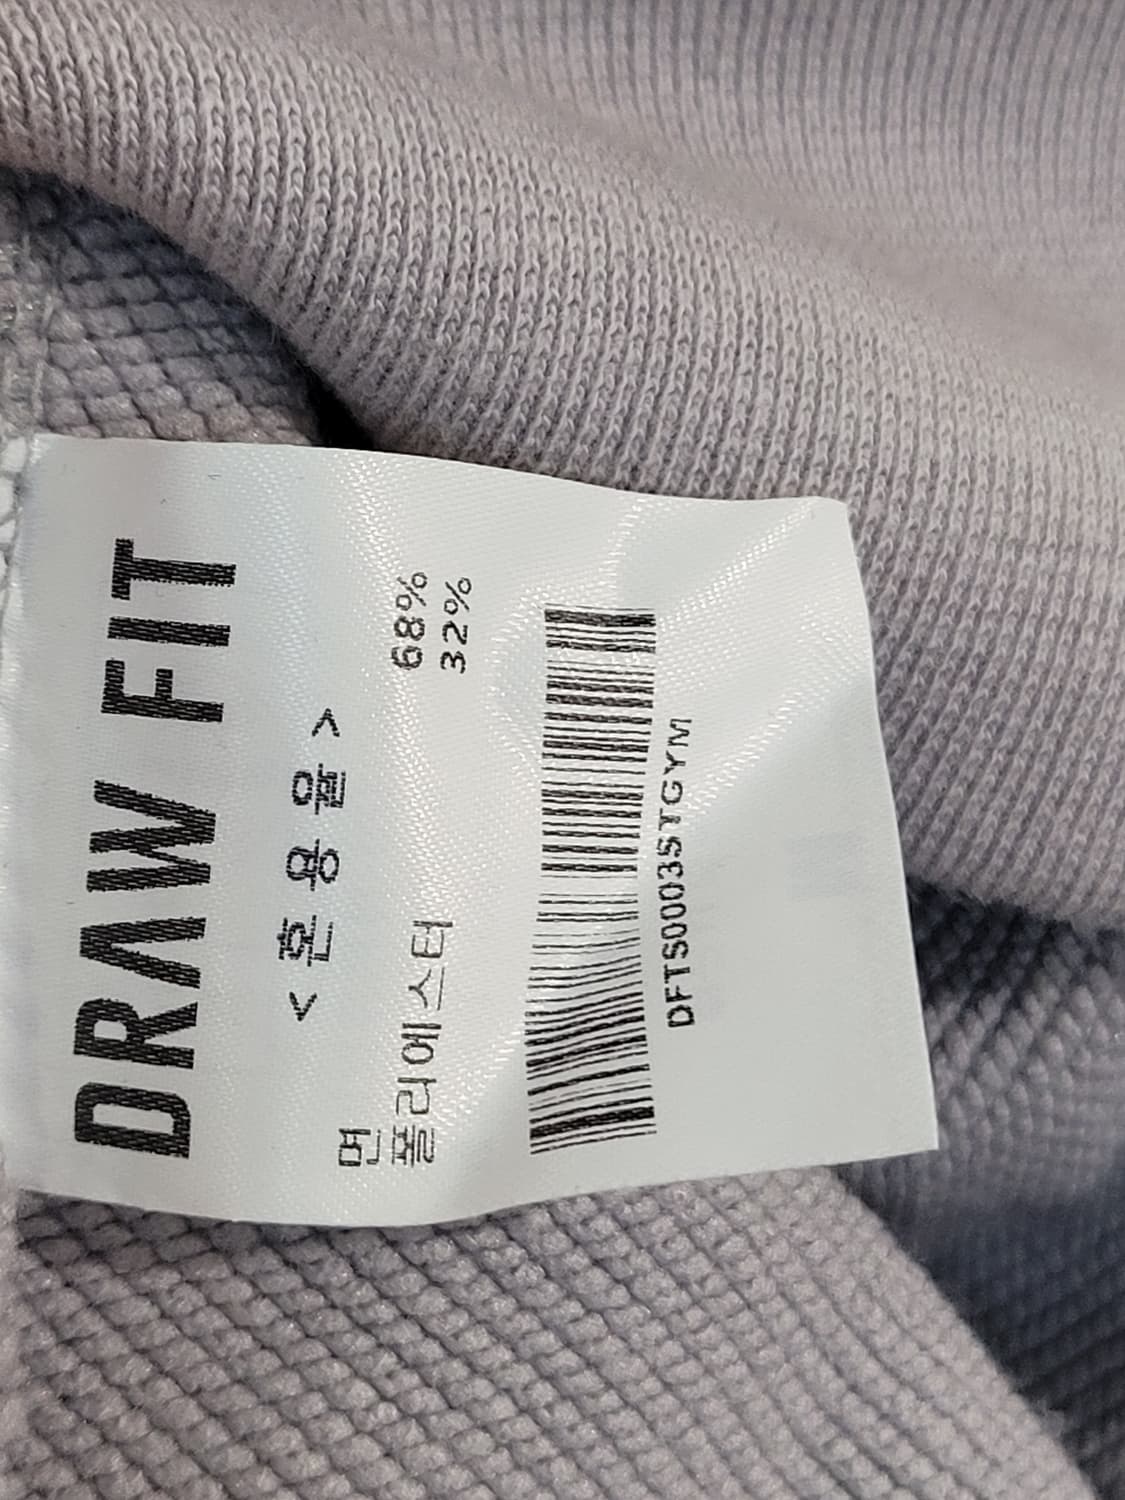 DRAW FIT
< 혼용율 >
면 68%
폴리에스터 32%
DFTS0003STGYM